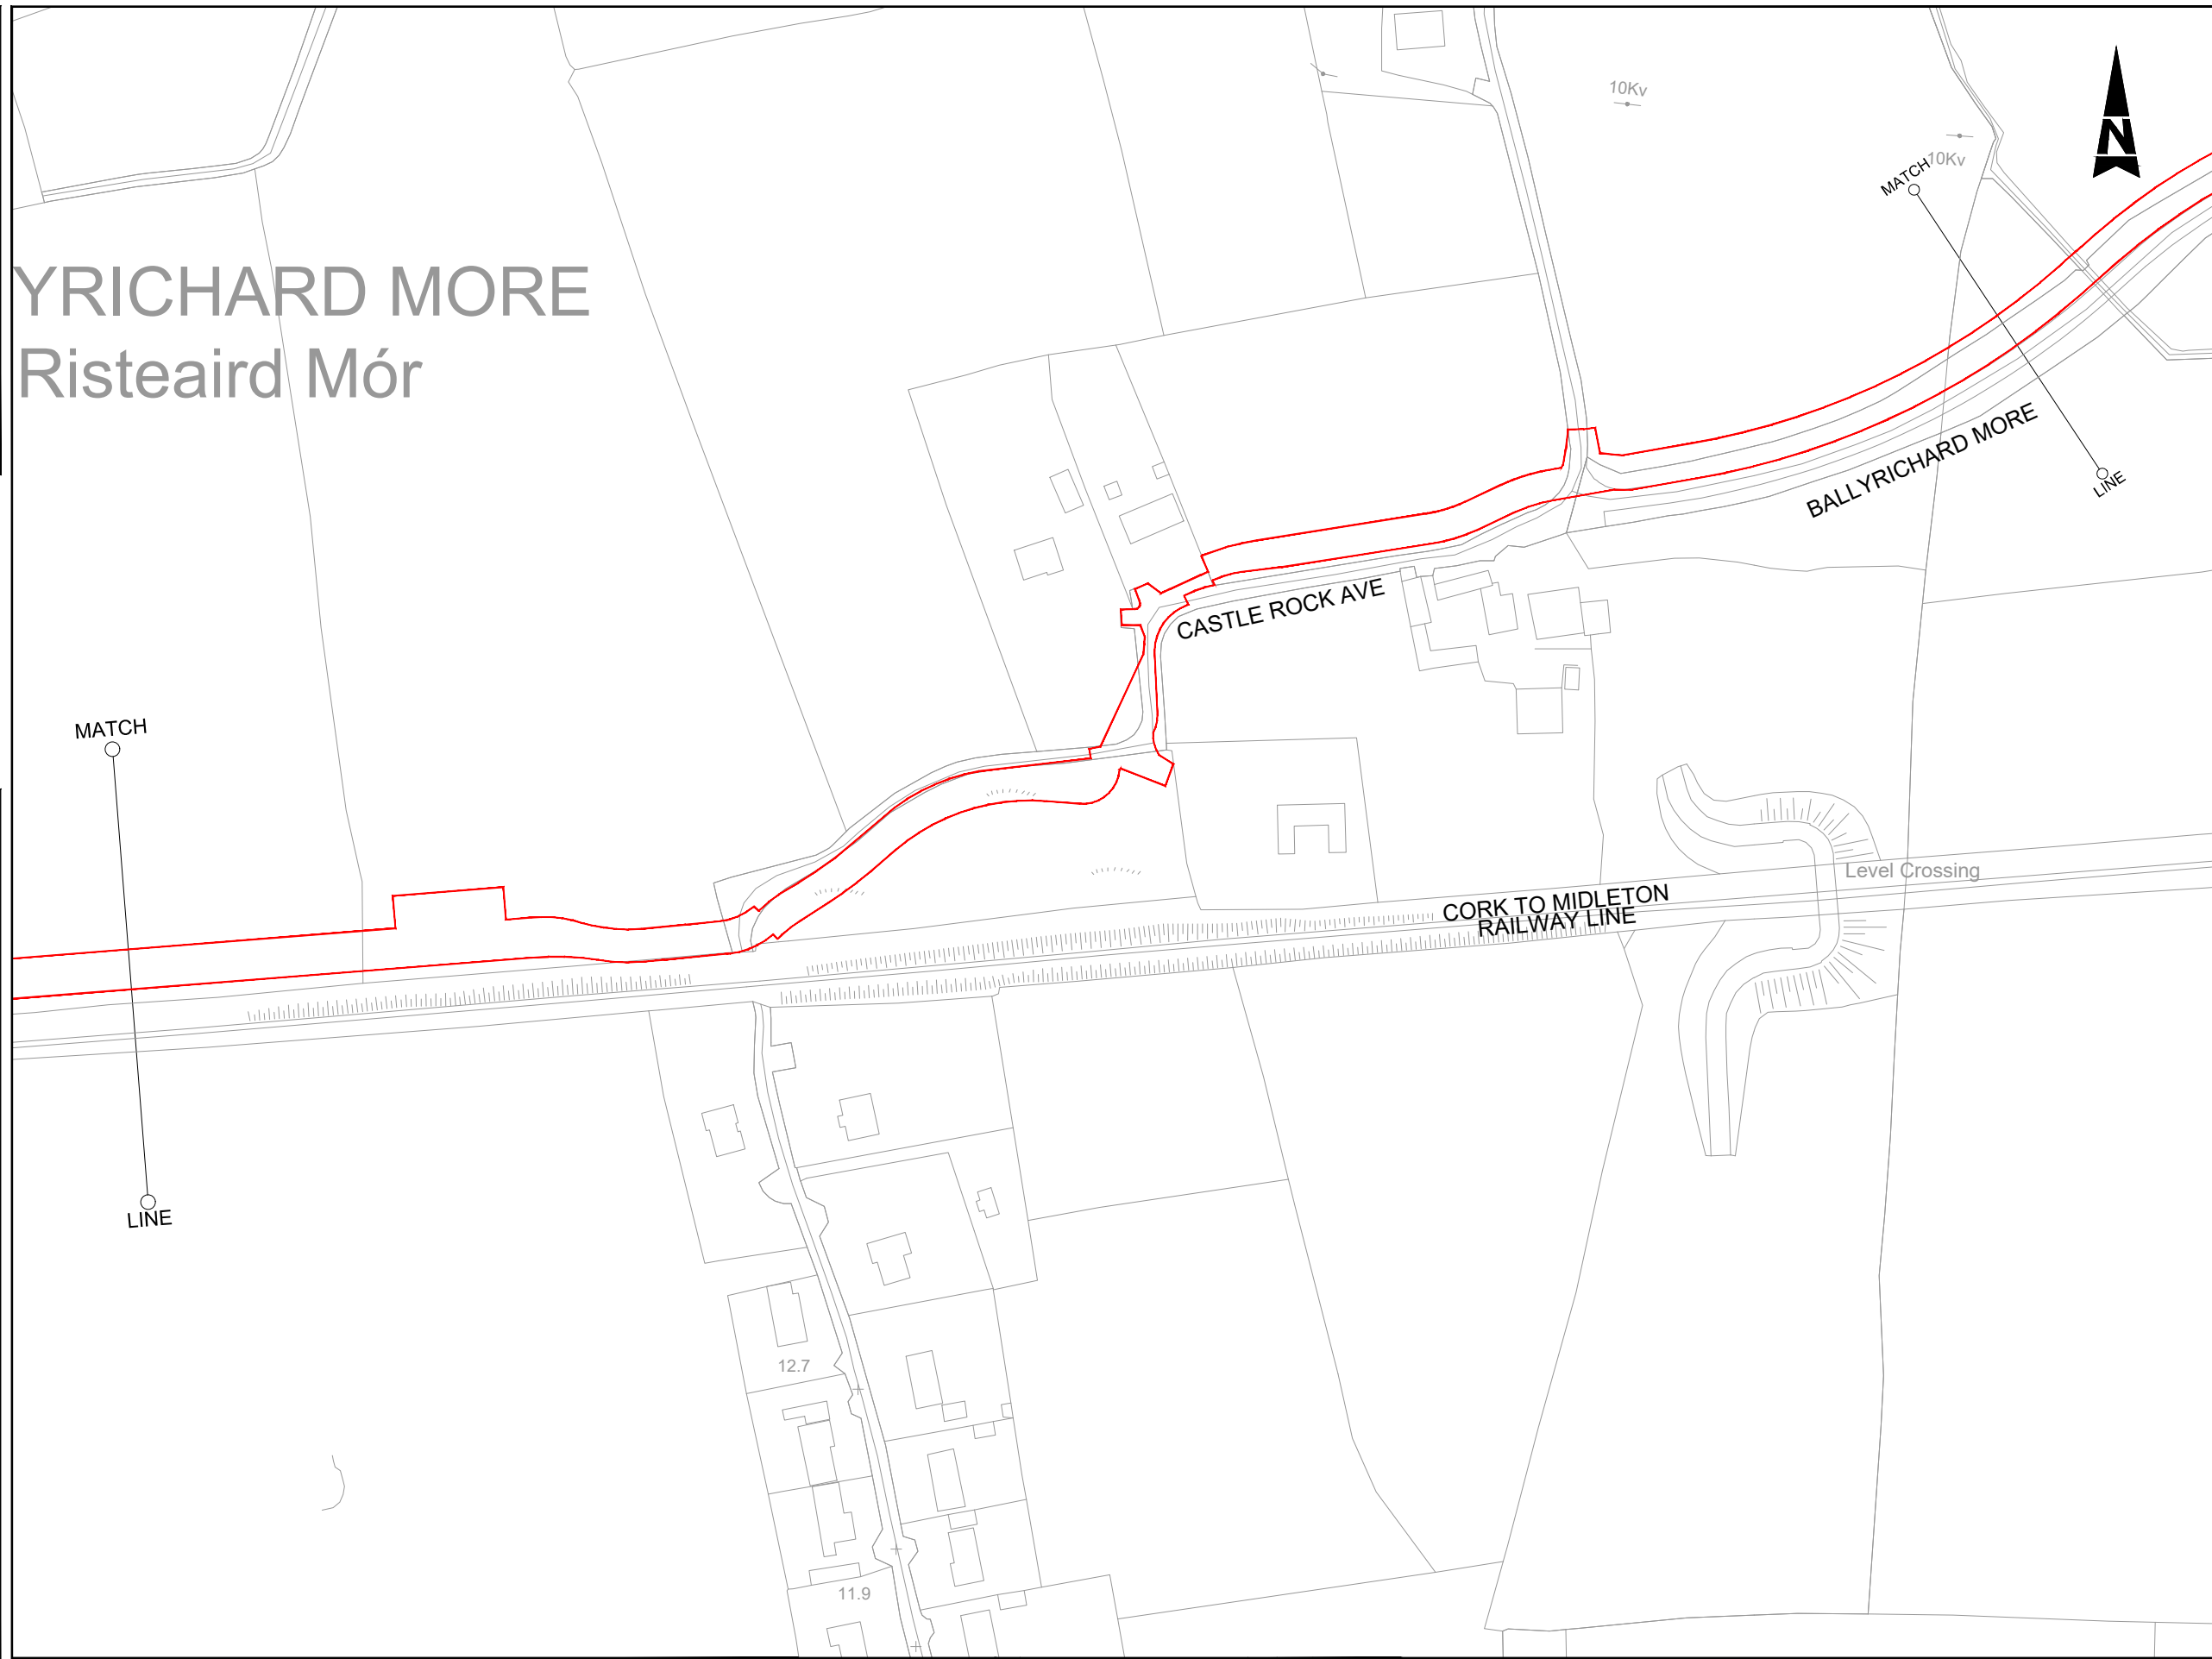 10Kv
N
10Kv
MATCH
YRICHARD MORE
Risteaird Mór
BALLYRICHARD MORE
LINE
CASTLE ROCK AVE
MATCH
Level Crossing
CORK TO MIDLETON
RAILWAY LINE
LINE
12.7
11.9